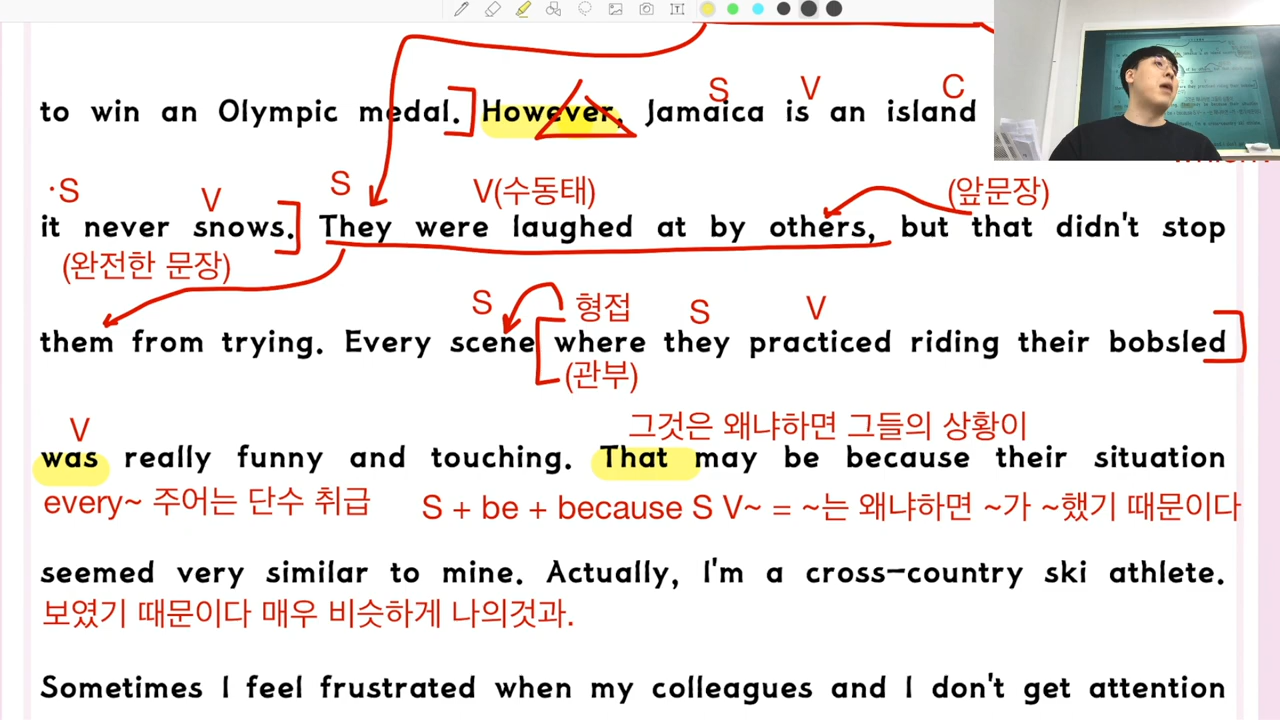 S V C
to win an Olympic medal. However, Jamaica is an island
·S V S V(수동태) (앞문장)
it never snows. They were laughed at by others, but that didn't stop
(완전한 문장)
S 형접 S V
them from trying. Every scene where they practiced riding their bobsled
(관부)
V 그것은 왜냐하면 그들의 상황이
was really funny and touching. That may be because their situation
every~ 주어는 단수 취급 S + be + because S V~ = ~는 왜냐하면 ~가 ~했기 때문이다
seemed very similar to mine. Actually, I'm a cross-country ski athlete.
보였기 때문이다 매우 비슷하게 나의것과.
Sometimes I feel frustrated when my colleagues and I don't get attention